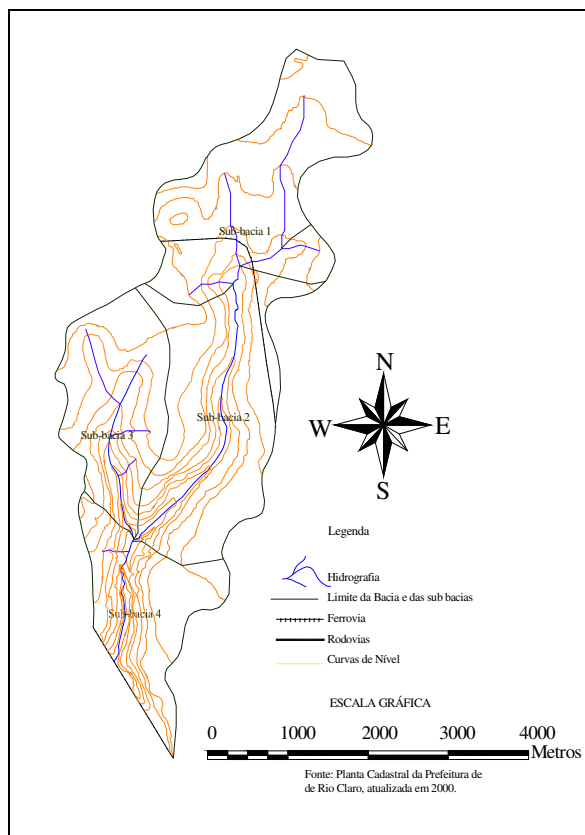 Sub-bacia 1
Sub-bacia 2
Sub-bacia 3
Sub-bacia 4
N
W E
S
Legenda
Hidrografia
Limite da Bacia e das sub bacias
Ferrovia
Rodovias
Curvas de Nível
ESCALA GRÁFICA
0 1000 2000 3000 4000
Metros
Fonte: Planta Cadastral da Prefeitura de
de Rio Claro, atualizada em 2000.